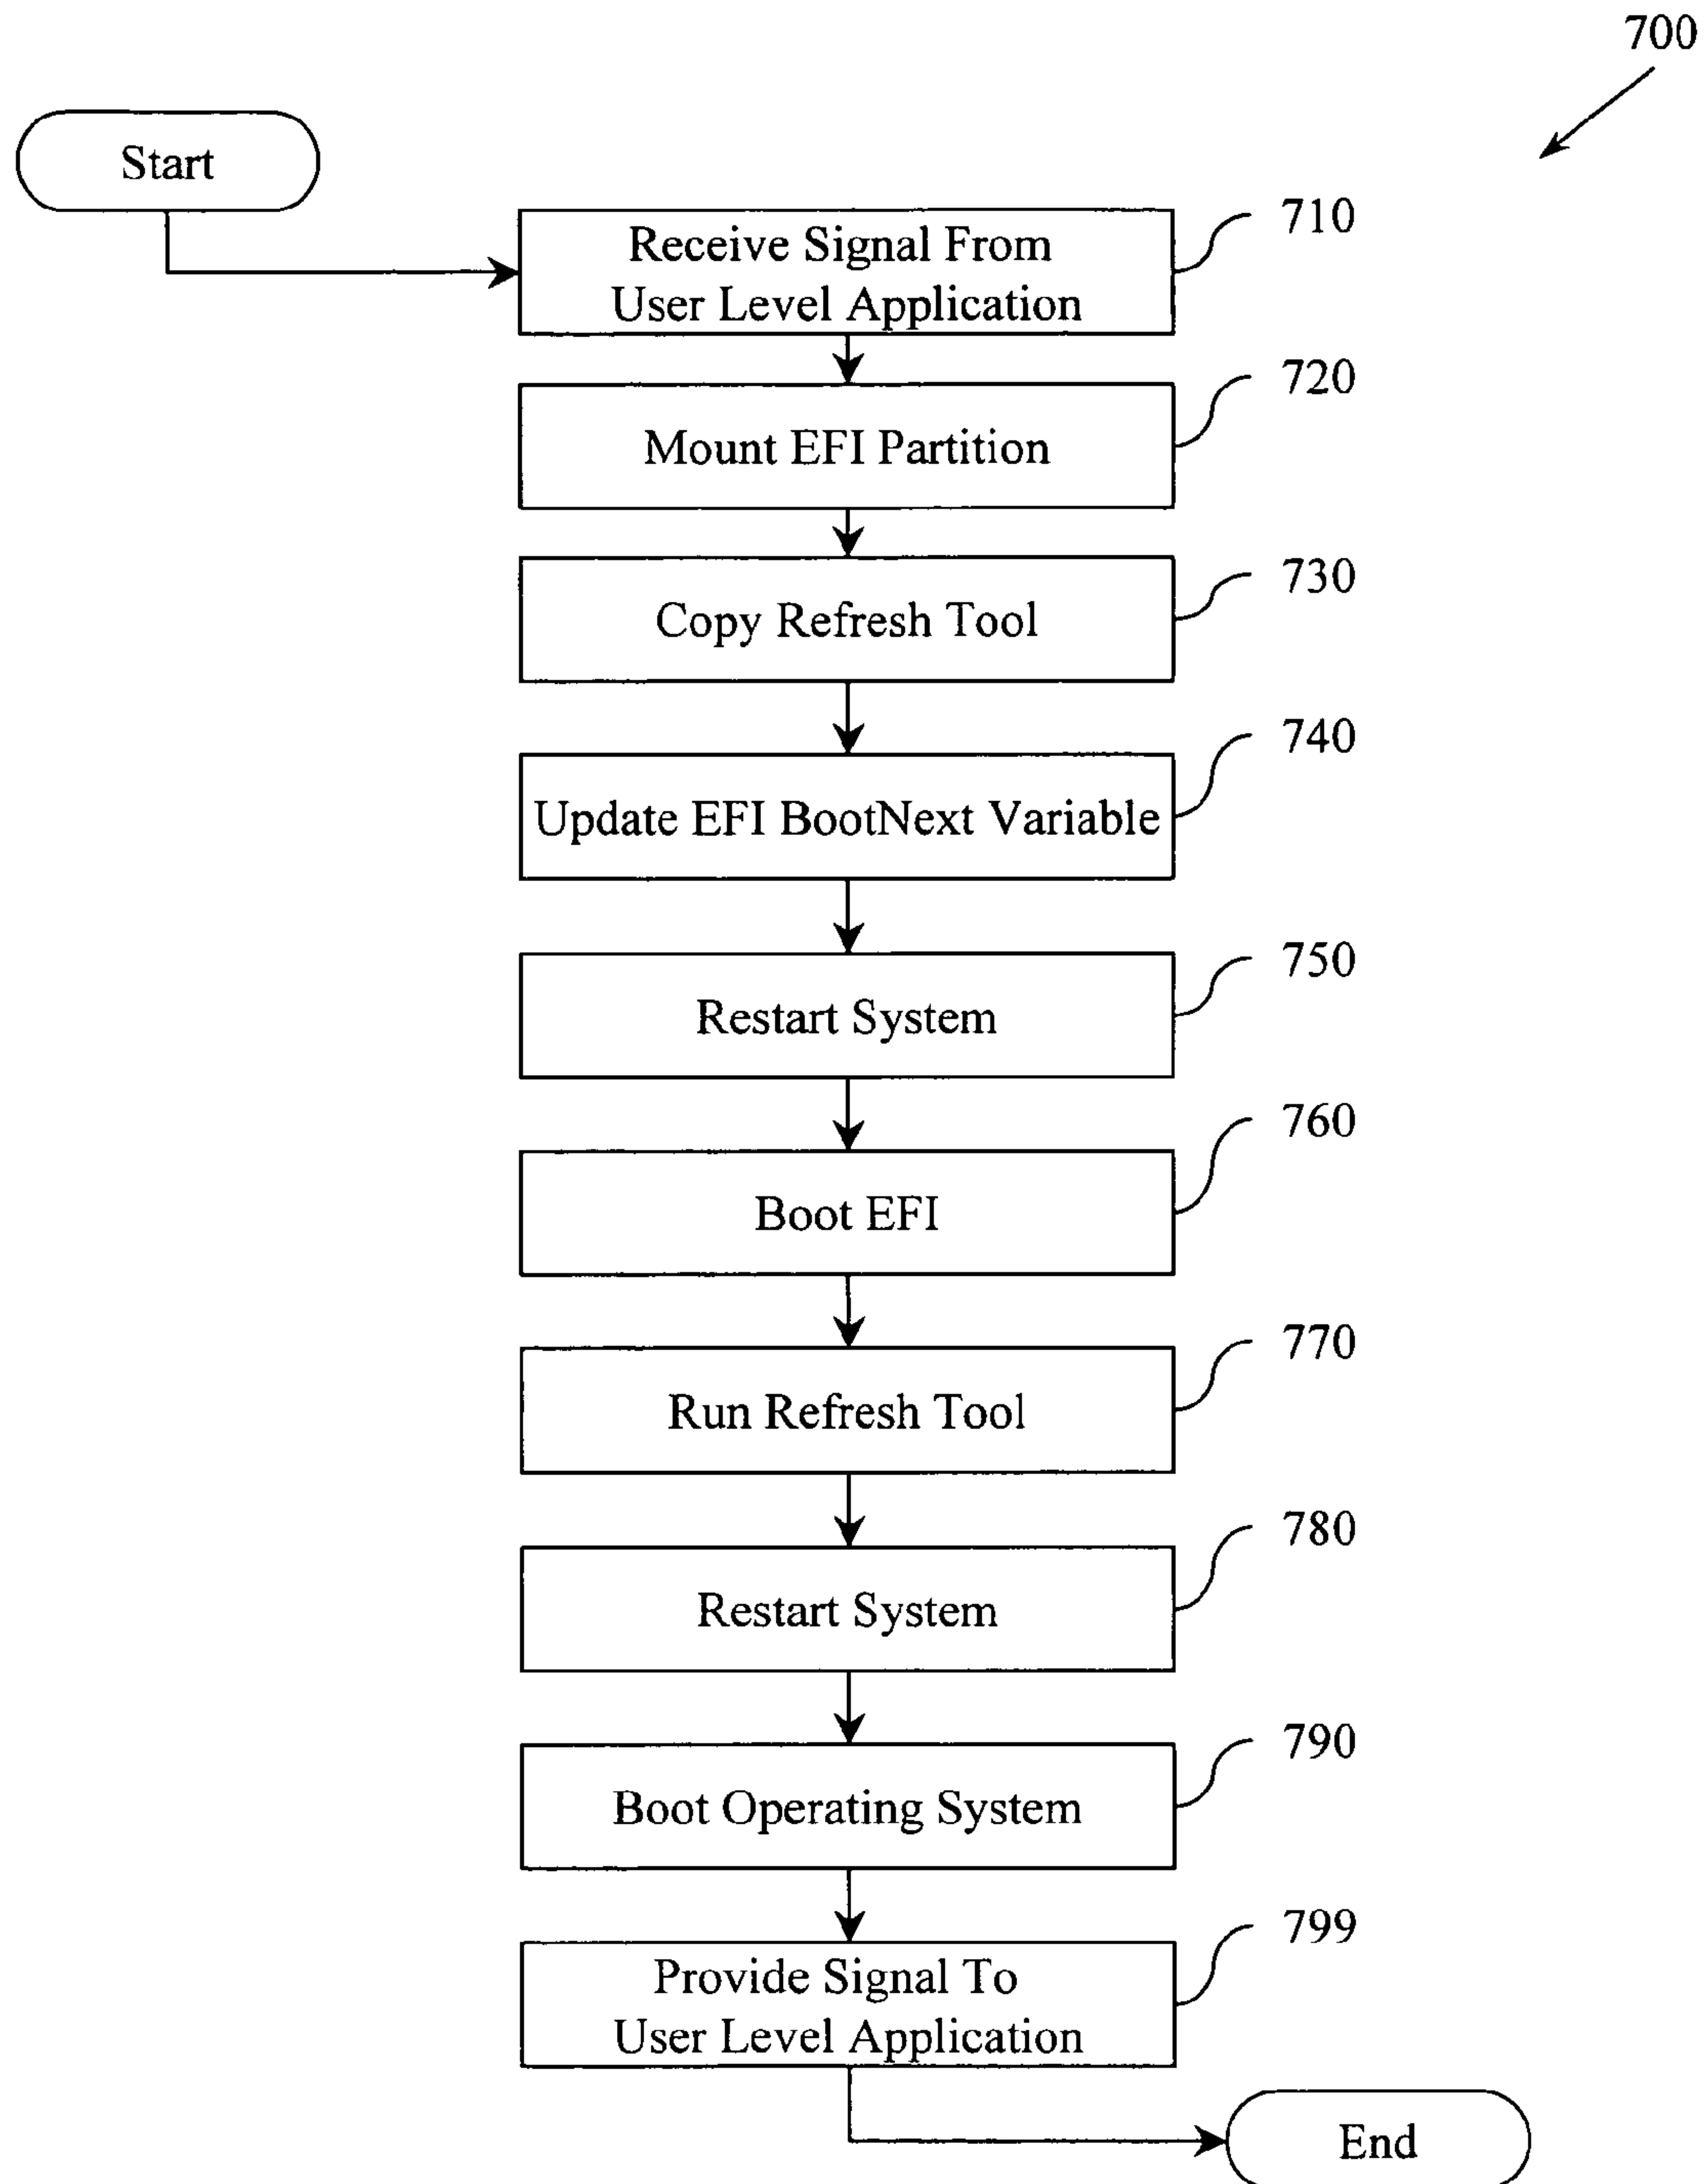 700
Start
Receive Signal From
User Level Application
710
Mount EFI Partition
720
Copy Refresh Tool
730
Update EFI BootNext Variable
740
Restart System
750
Boot EFI
760
Run Refresh Tool
770
Restart System
780
Boot Operating System
790
Provide Signal To
User Level Application
799
End